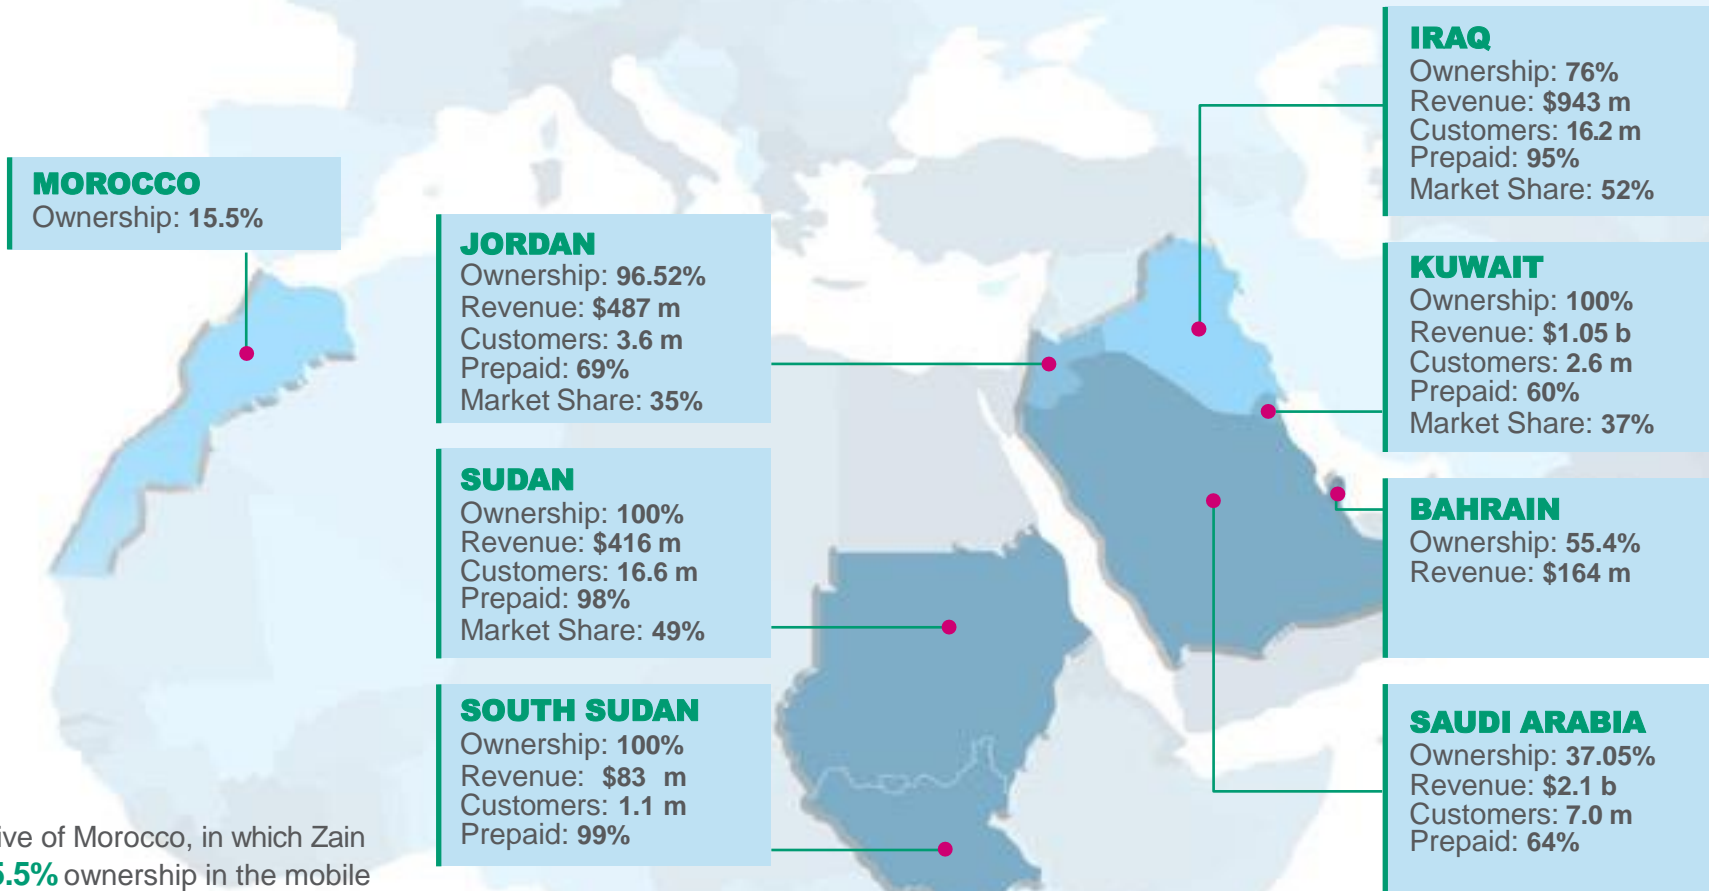 MOROCCO
Ownership: 15.5%
JORDAN
Ownership: 96.52%
Revenue: $487 m
Customers: 3.6 m
Prepaid: 69%
Market Share: 35%
SUDAN
Ownership: 100%
Revenue: $416 m
Customers: 16.6 m
Prepaid: 98%
Market Share: 49%
SOUTH SUDAN
Ownership: 100%
Revenue: $83 m
Customers: 1.1 m
Prepaid: 99%
IRAQ
Ownership: 76%
Revenue: $943 m
Customers: 16.2 m
Prepaid: 95%
Market Share: 52%
KUWAIT
Ownership: 100%
Revenue: $1.05 b
Customers: 2.6 m
Prepaid: 60%
Market Share: 37%
BAHRAIN
Ownership: 55.4%
Revenue: $164 m
SAUDI ARABIA
Ownership: 37.05%
Revenue: $2.1 b
Customers: 7.0 m
Prepaid: 64%
ive of Morocco, in which Zain
5.5% ownership in the mobile